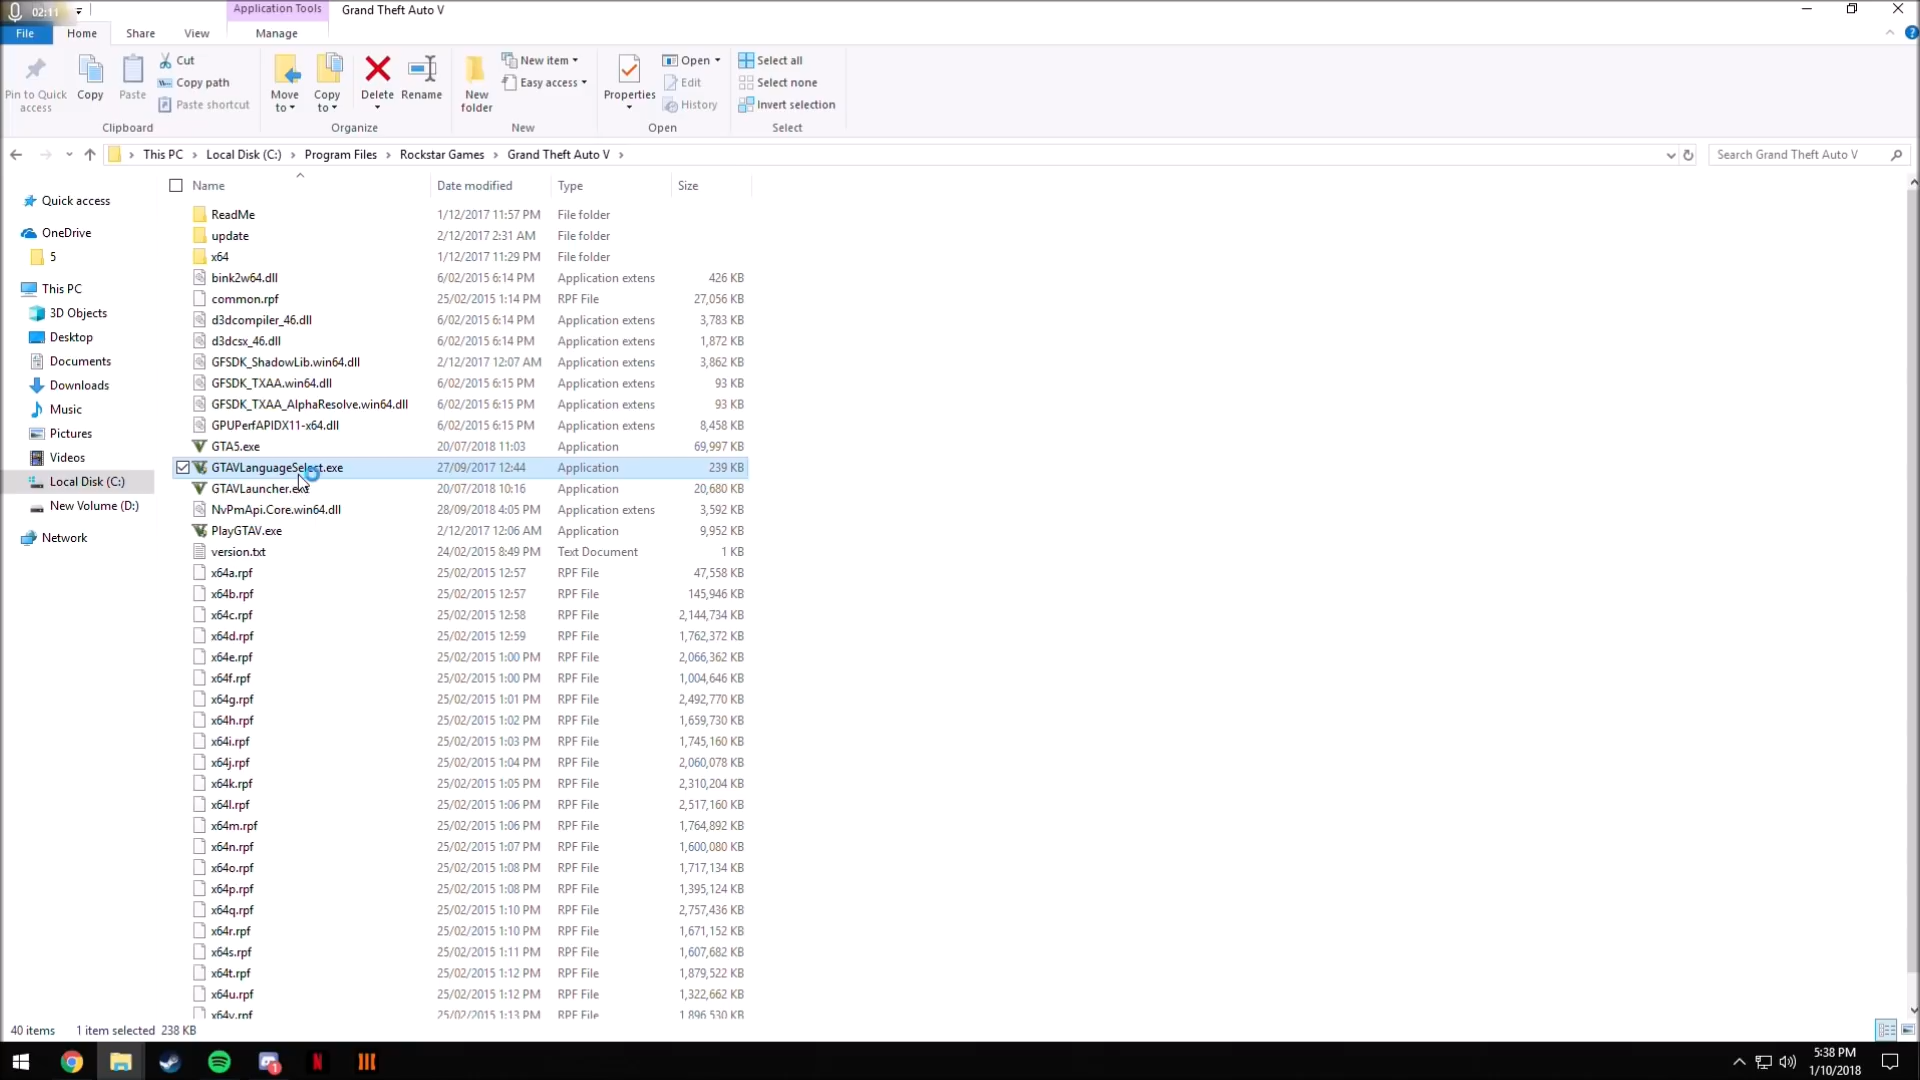 02:11
Application Tools
Grand Theft Auto V
File
Home
Share
View
Manage
Pin to Quick access
Copy
Paste
Cut
Copy path
Paste shortcut
Clipboard
Move to
Copy to
Delete
Rename
Organize
New folder
New item
Easy access
New
Properties
Open
Edit
History
Open
Select all
Select none
Invert selection
Select
This PC
Local Disk (C:)
Program Files
Rockstar Games
Grand Theft Auto V
Search Grand Theft Auto V
Quick access
OneDrive
5
This PC
3D Objects
Desktop
Documents
Downloads
Music
Pictures
Videos
Local Disk (C:)
New Volume (D:)
Network
Name Date modified Type Size
ReadMe 1/12/2017 11:57 PM File folder
update 2/12/2017 2:31 AM File folder
x64 1/12/2017 11:29 PM File folder
bink2w64.dll 6/02/2015 6:14 PM Application extens 426 KB
common.rpf 25/02/2015 1:14 PM RPF File 27,056 KB
d3dcompiler_46.dll 6/02/2015 6:14 PM Application extens 3,783 KB
d3dcsx_46.dll 6/02/2015 6:14 PM Application extens 1,872 KB
GFSDK_ShadowLib.win64.dll 2/12/2017 12:07 AM Application extens 3,862 KB
GFSDK_TXAA.win64.dll 6/02/2015 6:15 PM Application extens 93 KB
GFSDK_TXAA_AlphaResolve.win64.dll 6/02/2015 6:15 PM Application extens 93 KB
GPUPerfAPIDX11-x64.dll 6/02/2015 6:15 PM Application extens 8,458 KB
GTA5.exe 20/07/2018 11:03 Application 69,997 KB
GTAVLanguageSelect.exe 27/09/2017 12:44 Application 239 KB
GTAVLauncher.exe 20/07/2018 10:16 Application 20,680 KB
NvPmApi.Core.win64.dll 28/09/2018 4:05 PM Application extens 3,592 KB
PlayGTAV.exe 2/12/2017 12:06 AM Application 9,952 KB
version.txt 24/02/2015 8:49 PM Text Document 1 KB
x64a.rpf 25/02/2015 12:57 RPF File 47,558 KB
x64b.rpf 25/02/2015 12:57 RPF File 145,946 KB
x64c.rpf 25/02/2015 12:58 RPF File 2,144,734 KB
x64d.rpf 25/02/2015 12:59 RPF File 1,762,372 KB
x64e.rpf 25/02/2015 1:00 PM RPF File 2,066,362 KB
x64f.rpf 25/02/2015 1:00 PM RPF File 1,004,646 KB
x64g.rpf 25/02/2015 1:01 PM RPF File 2,492,770 KB
x64h.rpf 25/02/2015 1:02 PM RPF File 1,659,730 KB
x64i.rpf 25/02/2015 1:03 PM RPF File 1,745,160 KB
x64j.rpf 25/02/2015 1:04 PM RPF File 2,060,078 KB
x64k.rpf 25/02/2015 1:05 PM RPF File 2,310,204 KB
x64l.rpf 25/02/2015 1:06 PM RPF File 2,517,160 KB
x64m.rpf 25/02/2015 1:06 PM RPF File 1,764,892 KB
x64n.rpf 25/02/2015 1:07 PM RPF File 1,600,080 KB
x64o.rpf 25/02/2015 1:08 PM RPF File 1,717,134 KB
x64p.rpf 25/02/2015 1:08 PM RPF File 1,395,124 KB
x64q.rpf 25/02/2015 1:10 PM RPF File 2,757,436 KB
x64r.rpf 25/02/2015 1:10 PM RPF File 1,671,152 KB
x64s.rpf 25/02/2015 1:11 PM RPF File 1,607,682 KB
x64t.rpf 25/02/2015 1:12 PM RPF File 1,879,522 KB
x64u.rpf 25/02/2015 1:12 PM RPF File 1,322,662 KB
x64v.rpf 25/02/2015 1:13 PM RPF File 1,896,530 KB
40 items 1 item selected 238 KB
5:38 PM
1/10/2018